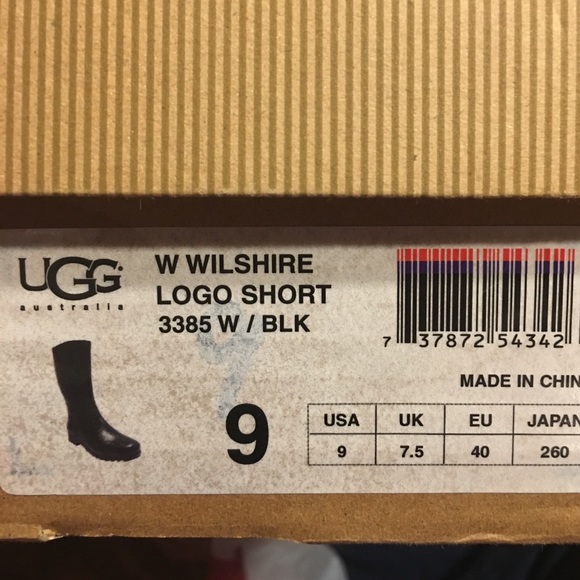 UGG
australia
W WILSHIRE
LOGO SHORT
3385 W / BLK
7 37872 54342
MADE IN CHIN
9
USA UK EU JAPAN
9 7.5 40 260